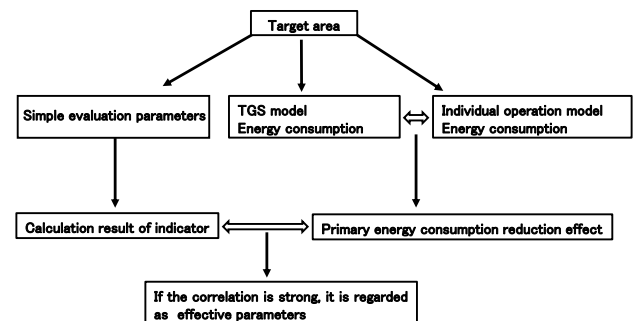 Target area
Simple evaluation parameters
TGS model
Energy consumption
Individual operation model
Energy consumption
Calculation result of indicator
Primary energy consumption reduction effect
If the correlation is strong, it is regarded
as effective parameters